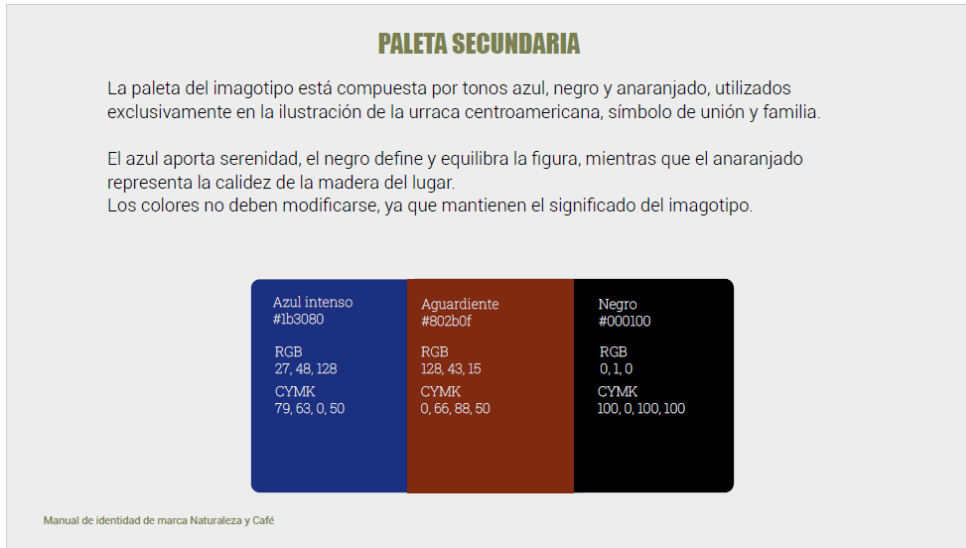 PALETA SECUNDARIA
La paleta del imagotipo está compuesta por tonos azul, negro y anaranjado, utilizados
exclusivamente en la ilustración de la urraca centroamericana, símbolo de unión y familia.
El azul aporta serenidad, el negro define y equilibra la figura, mientras que el anaranjado
representa la calidez de la madera del lugar.
Los colores no deben modificarse, ya que mantienen el significado del imagotipo.
Azul intenso
#1b3080
RGB
27, 48, 128
CYMK
79, 63, 0, 50
Aguardiente
#802b0f
RGB
128, 43, 15
CYMK
0, 66, 88, 50
Negro
#000100
RGB
0, 1, 0
CYMK
100, 0, 100, 100
Manual de identidad de marca Naturaleza y Café